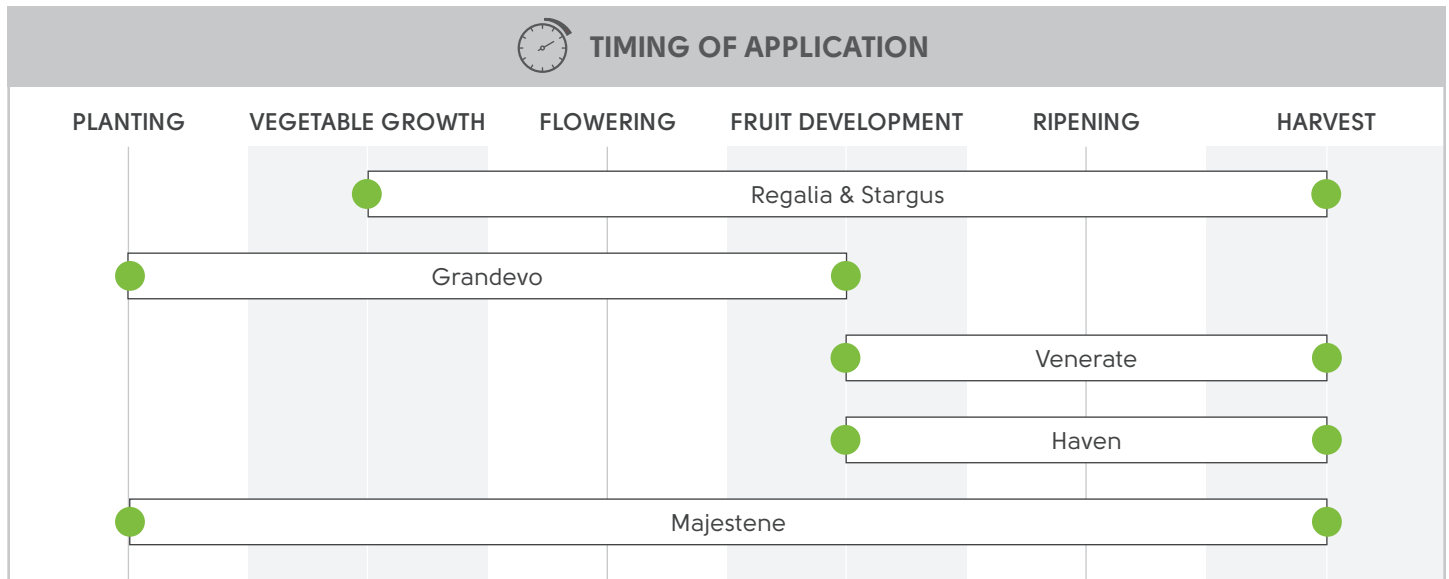 TIMING OF APPLICATION
PLANTING VEGETABLE GROWTH FLOWERING FRUIT DEVELOPMENT RIPENING HARVEST
Regalia & Stargus
Grandevo
Venerate
Haven
Majestene